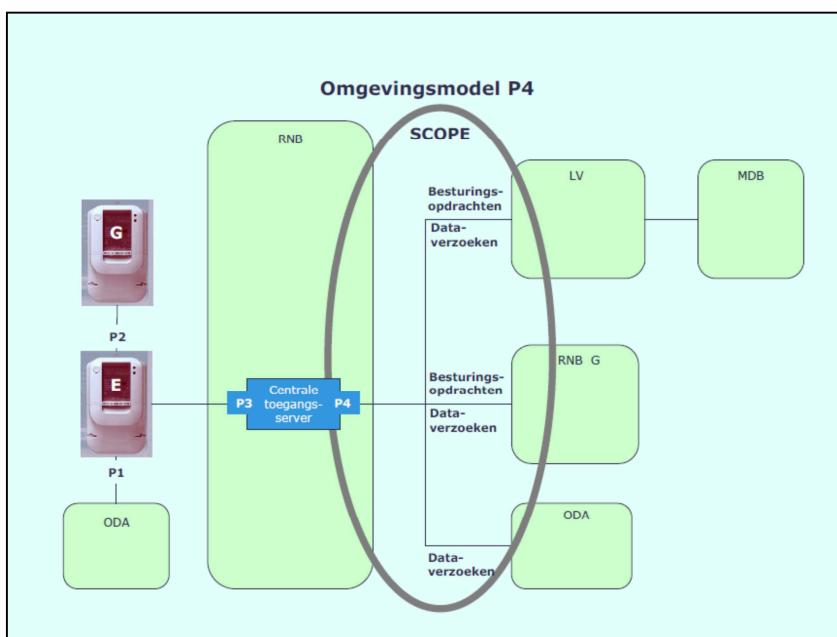 Omgevingsmodel P4
SCOPE
RNB
LV
MDB
Besturings-
opdrachten
Data-
verzoeken
G
P2
E
P3
Centrale
toegangs-
server
P4
Besturings-
opdrachten
Data-
verzoeken
RNB G
P1
ODA
Data-
verzoeken
ODA